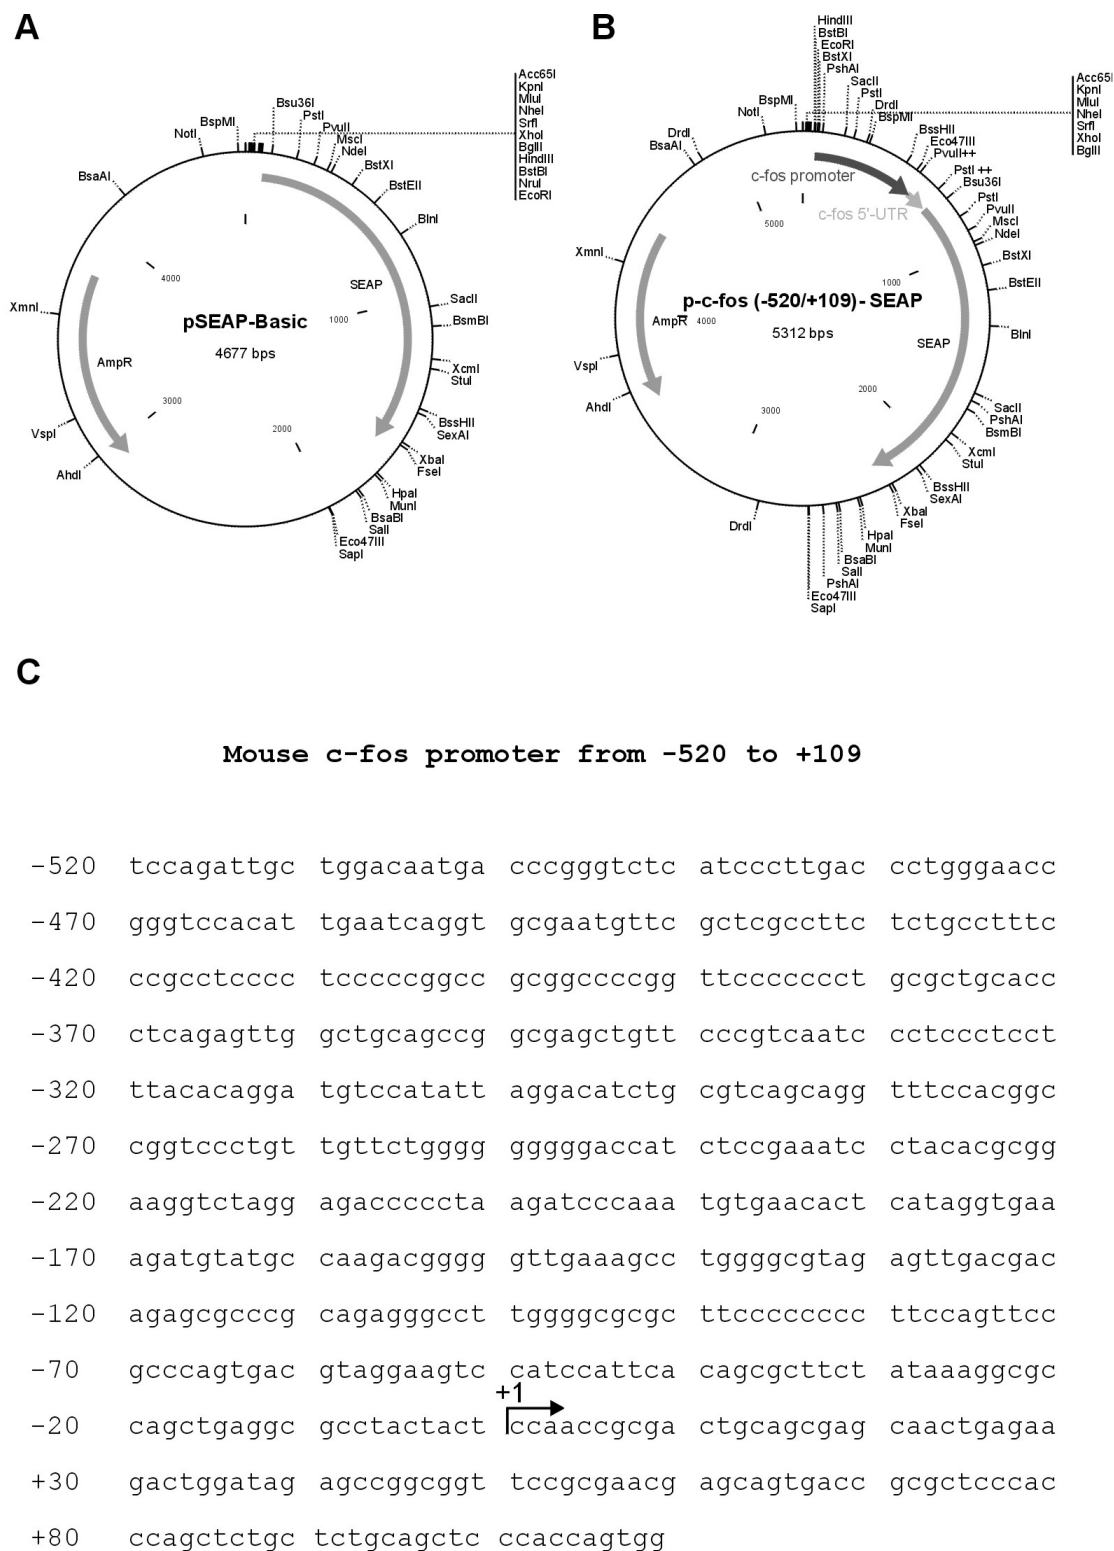 A
Acc65I
KpnI
MluI
NheI
SrfI
XhoI
BglII
HindIII
BstBI
NruI
EcoRI
Bsu36I
PstI
PvuII
MscI
NdeI
BstXI
BstEII
BlnI
SacII
BsmBI
XcmI
StuI
BssHII
SexAI
XbaI
FseI
HpaI
MunI
BsaBI
SalI
Eco47III
SapI
AhdI
VspI
XmnI
BsaAI
NotI
BspMI
SEAP
AmpR
pSEAP-Basic
4677 bps
1000
2000
3000
4000
B
HindIII
BstBI
EcoRI
BstXI
PshAI
SacII
PstI
DrdI
BspMI
Acc65I
KpnI
MluI
NheI
SrfI
XhoI
BglII
BssHII
Eco47III
PvuII++
PstI ++
Bsu36I
PstI
PvuII
MscI
NdeI
BstXI
BstEII
BlnI
SacII
PshAI
BsmBI
XcmI
StuI
BssHII
SexAI
XbaI
FseI
HpaI
MunI
BsaBI
SalI
PshAI
Eco47III
SapI
DrdI
AhdI
VspI
XmnI
BsaAI
DrdI
NotI
BspMI
c-fos promoter
c-fos 5'-UTR
SEAP
AmpR
p-c-fos (-520/+109)- SEAP
5312 bps
1000
2000
3000
4000
5000
C
Mouse c-fos promoter from -520 to +109
-520 tccagattgc tggacaatga cccgggtctc atcccttgac cctgggaacc
-470 gggtccacat tgaatcaggt gcgaatgttc gctcgccttc tctgcctttc
-420 ccgcctcccc tcccccggcc gcggccccgg ttccccccct gcgctgcacc
-370 ctcagagttg gctgcagccg gcgagctgtt cccgtcaatc cctccctcct
-320 ttacacagga tgtccatatt aggacatctg cgtcagcagg tttccacggc
-270 cggtccctgt tgttctgggg gggggaccat ctccgaaatc ctacacgcgg
-220 aaggtctagg agacccccta agatcccaaa tgtgaacact cataggtgaa
-170 agatgtatgc caagacgggg gttgaaagcc tggggcgtag agttgacgac
-120 agagcgcccg cagagggcct tggggcgcgc ttcccccccc ttccagttcc
-70 gcccagtgac gtaggaagtc catccattca cagcgcttct ataaaggcgc
+1
-20 cagctgaggc gcctactact ccaaccgcga ctgcagcgag caactgagaa
+30 gactggatag agccggcggt tccgcgaacg agcagtgacc gcgctcccac
+80 ccagctctgc tctgcagctc ccaccagtgg